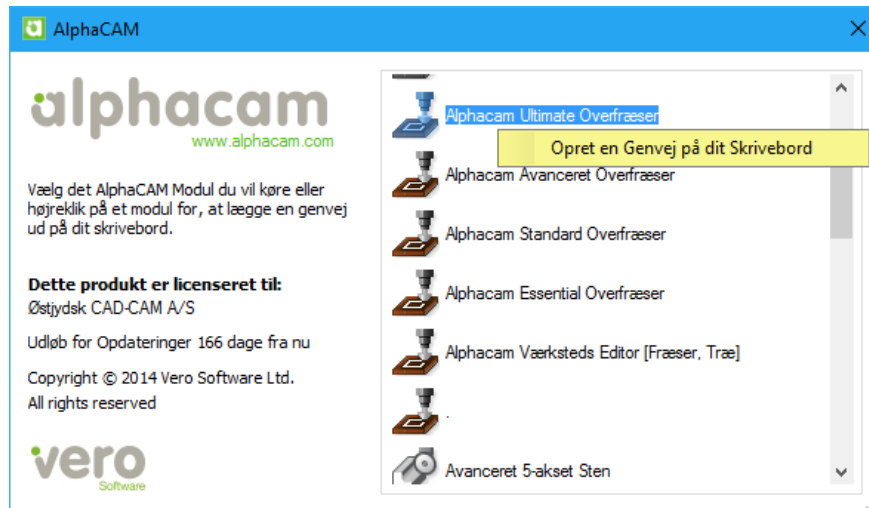 AlphaCAM
alphacam
www.alphacam.com
Vælg det AlphaCAM Modul du vil køre eller
højreklik på et modul for, at lægge en genvej
ud på dit skrivebord.
Dette produkt er licenseret til:
Østjydsk CAD-CAM A/S
Udløb for Opdateringer 166 dage fra nu
Copyright © 2014 Vero Software Ltd.
All rights reserved
vero
Software
Alphacam Ultimate Overfræser
Opret en Genvej på dit Skrivebord
Alphacam Avanceret Overfræser
Alphacam Standard Overfræser
Alphacam Essential Overfræser
Alphacam Værksteds Editor [Fræser, Træ]
.
Avanceret 5-akset Sten